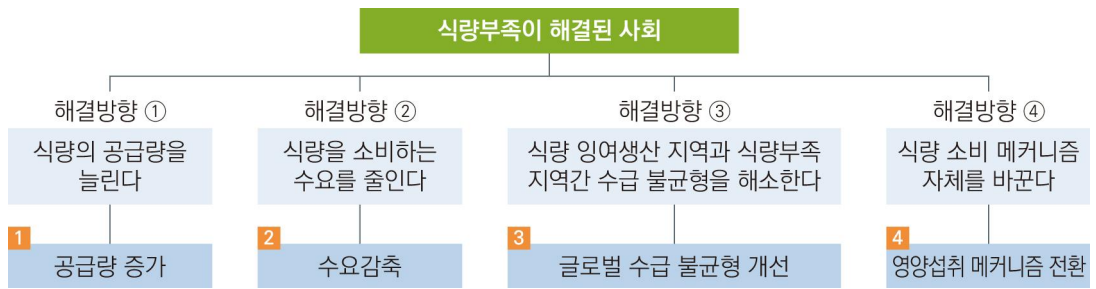 식량부족이 해결된 사회
해결방향 ①
식량의 공급량을
늘린다
1
공급량 증가
해결방향 ②
식량을 소비하는
수요를 줄인다
2
수요감축
해결방향 ③
식량 잉여생산 지역과 식량부족
지역간 수급 불균형을 해소한다
3
글로벌 수급 불균형 개선
해결방향 ④
식량 소비 메커니즘
자체를 바꾼다
4
영양섭취 메커니즘 전환